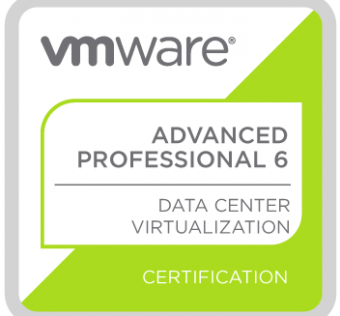 vmware®
ADVANCED
PROFESSIONAL 6
DATA CENTER
VIRTUALIZATION
CERTIFICATION